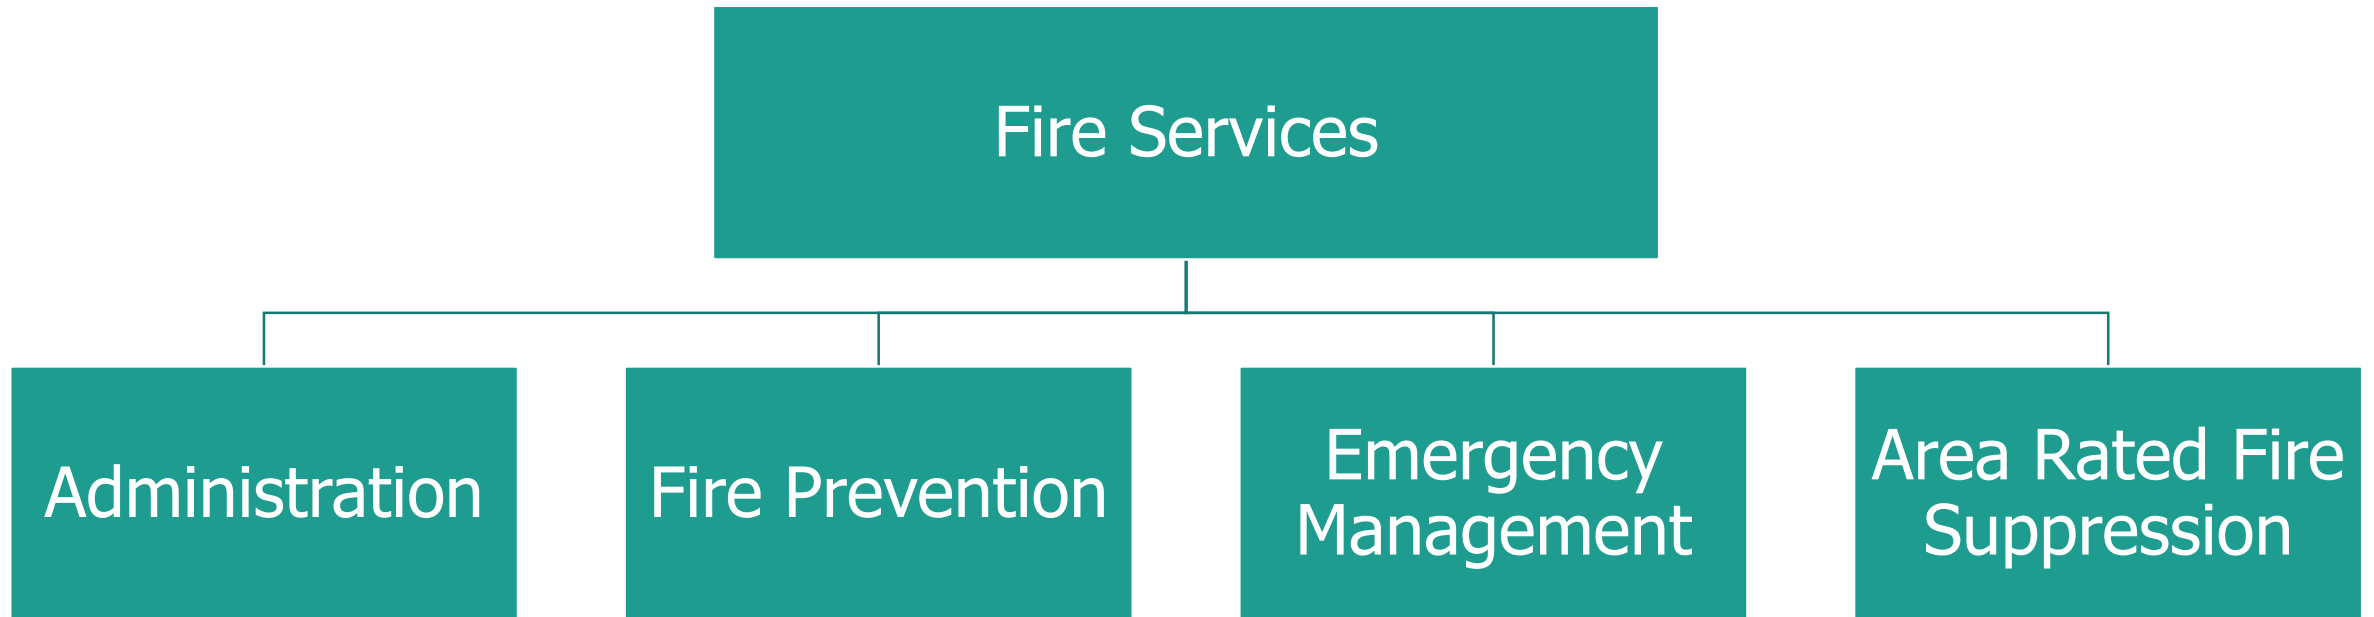 Fire Services
Administration
Fire Prevention
Emergency
Management
Area Rated Fire
Suppression